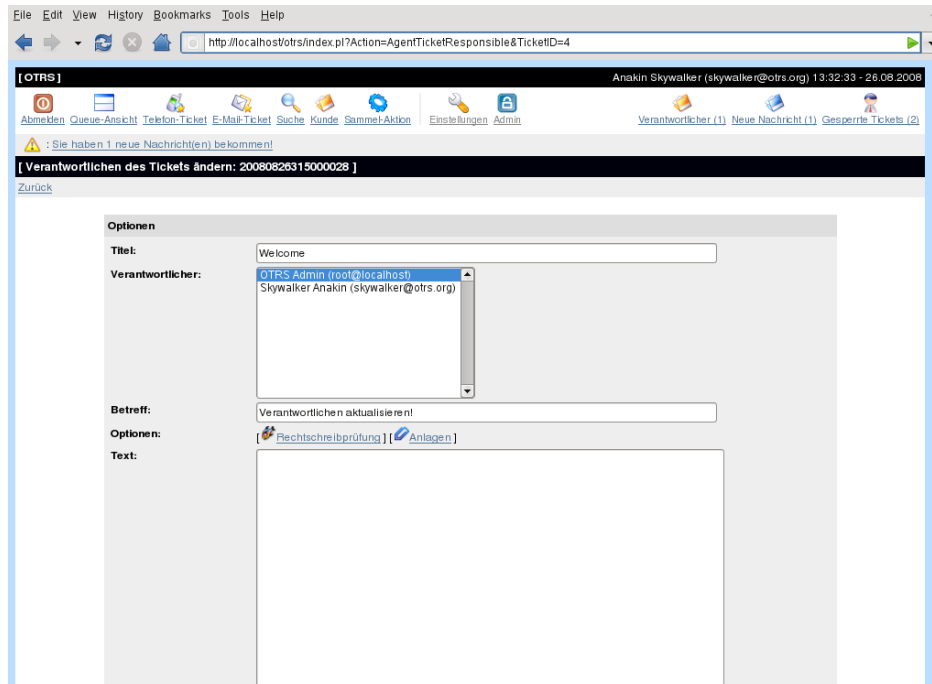 File Edit View History Bookmarks Tools Help
http://localhost/otrs/index.pl?Action=AgentTicketResponsible&TicketID=4
[ OTRS ] Anakin Skywalker (skywalker@otrs.org) 13:32:33 - 26.08.2008
Abmelden Queue-Ansicht Telefon-Ticket E-Mail-Ticket Suche Kunde Sammel-Aktion Einstellungen Admin Verantwortlicher (1) Neue Nachricht (1) Gesperrte Tickets (2)
: Sie haben 1 neue Nachricht(en) bekommen!
[ Verantwortlichen des Tickets ändern: 20080826315000028 ]
Zurück
Optionen
Titel: Welcome
Verantwortlicher: OTRS Admin (root@localhost)
Skywalker Anakin (skywalker@otrs.org)
Betreff: Verantwortlichen aktualisieren!
Optionen: [ Rechtschreibprüfung ] [ Anlagen ]
Text: